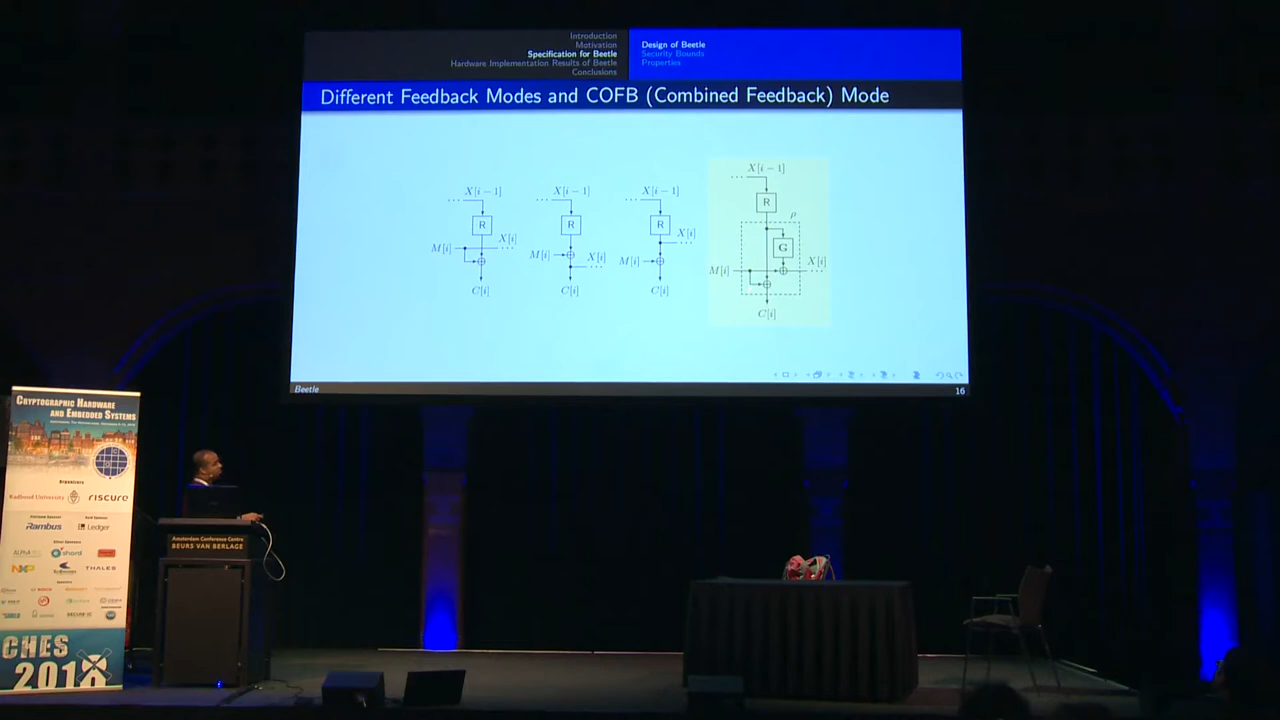 Introduction
Motivation
Specification for Beetle
Hardware Implementation Results of Beetle
Conclusions
Design of Beetle
Security Bounds
Properties
Different Feedback Modes and COFB (Combined Feedback) Mode
X[i−1]
R
M[i]
X[i]
C[i]
X[i−1]
R
M[i]
X[i]
C[i]
X[i−1]
R
X[i]
M[i]
C[i]
X[i−1]
R
ρ
G
M[i]
X[i]
C[i]
Beetle
16
Cryptographic Hardware
and Embedded Systems
Organizers
Radboud University
riscure
Rambus
Ledger
NXP
THALES
CHES
2018
Amsterdam Conference Centre
BEURS VAN BERLAGE